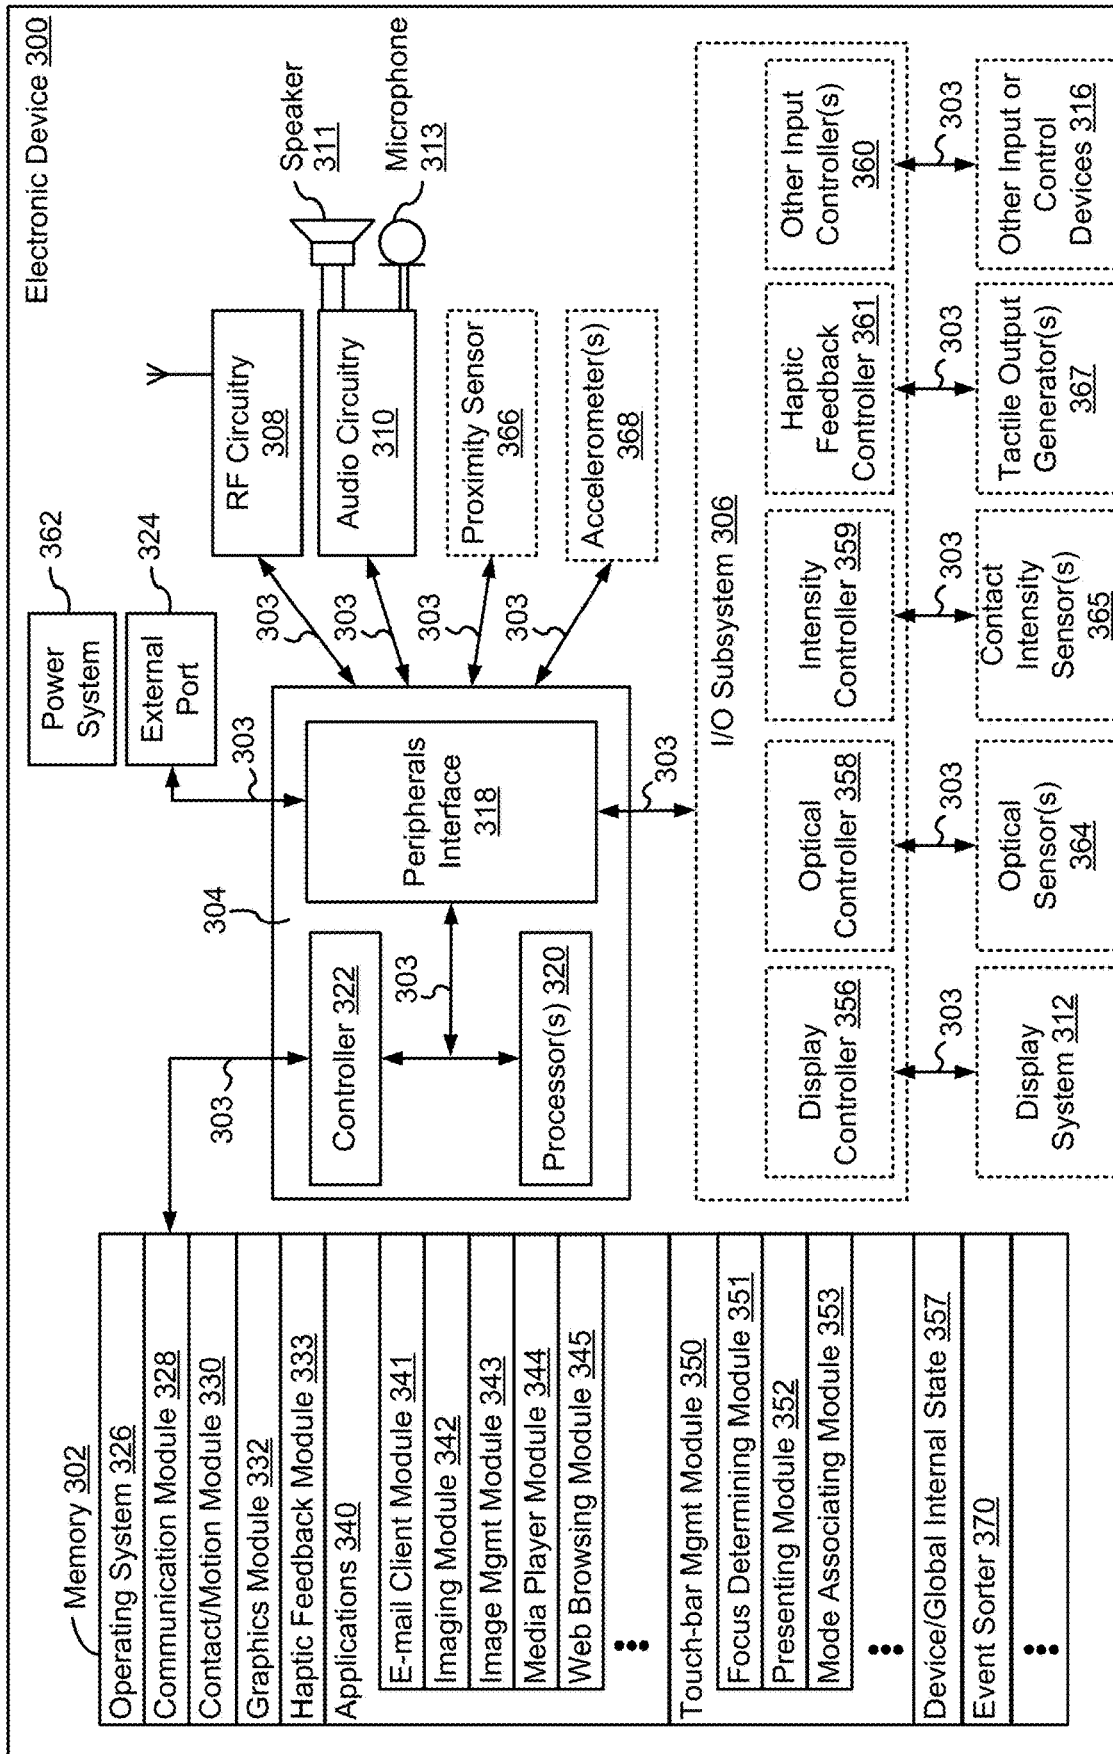 Electronic Device 300
Memory 302
Operating System 326
Communication Module 328
Contact/Motion Module 330
Graphics Module 332
Haptic Feedback Module 333
Applications 340
E-mail Client Module 341
Imaging Module 342
Image Mgmt Module 343
Media Player Module 344
Web Browsing Module 345
Touch-bar Mgmt Module 350
Focus Determining Module 351
Presenting Module 352
Mode Associating Module 353
Device/Global Internal State 357
Event Sorter 370
303
304
Controller 322
Processor(s) 320
303
Peripherals
Interface
318
303
Power
System
362
External
Port
324
303
303
303
303
303
RF Circuitry
308
Audio Circuitry
310
Proximity Sensor
366
Accelerometer(s)
368
Speaker
311
Microphone
313
I/O Subsystem 306
Display
Controller 356
Optical
Controller 358
Intensity
Controller 359
Haptic
Feedback
Controller 361
Other Input
Controller(s)
360
303
303
303
303
303
Display
System 312
Optical
Sensor(s)
364
Contact
Intensity
Sensor(s)
365
Tactile Output
Generator(s)
367
Other Input or
Control
Devices 316